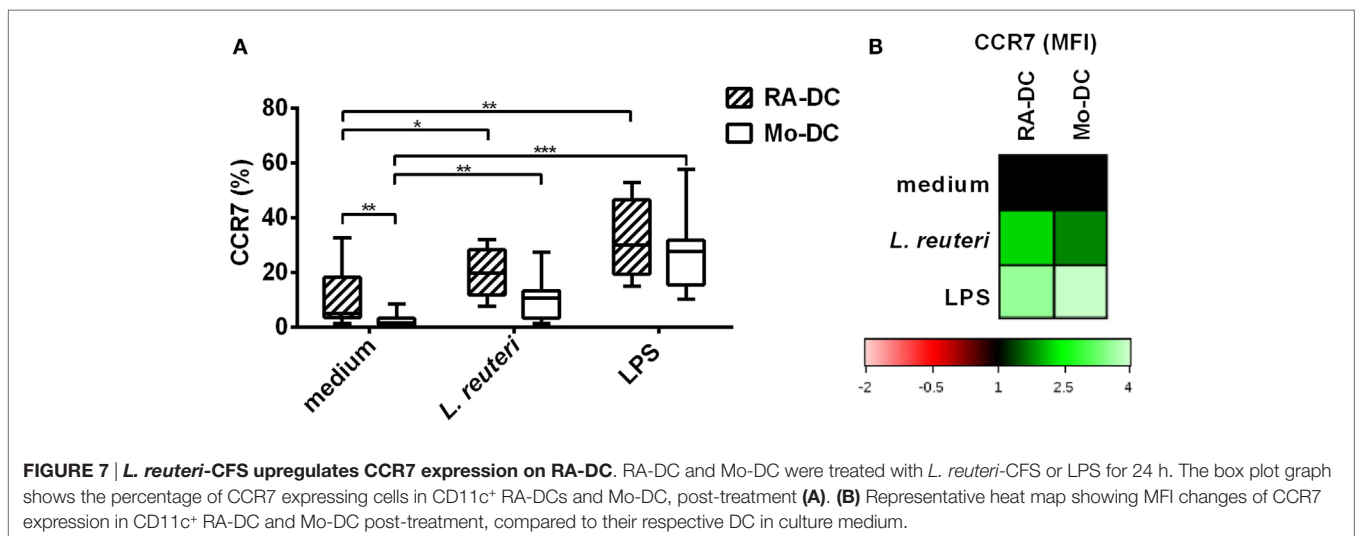 A
B
CCR7 (MFI)
RA-DC
Mo-DC
RA-DC
Mo-DC
80
60
40
20
0
CCR7 (%)
**
*
***
**
**
medium
L. reuteri
LPS
medium
L. reuteri
LPS
-2
-0.5
1
2.5
4
FIGURE 7 | L. reuteri-CFS upregulates CCR7 expression on RA-DC. RA-DC and Mo-DC were treated with L. reuteri-CFS or LPS for 24 h. The box plot graph
shows the percentage of CCR7 expressing cells in CD11c⁺ RA-DCs and Mo-DC, post-treatment (A). (B) Representative heat map showing MFI changes of CCR7
expression in CD11c⁺ RA-DC and Mo-DC post-treatment, compared to their respective DC in culture medium.